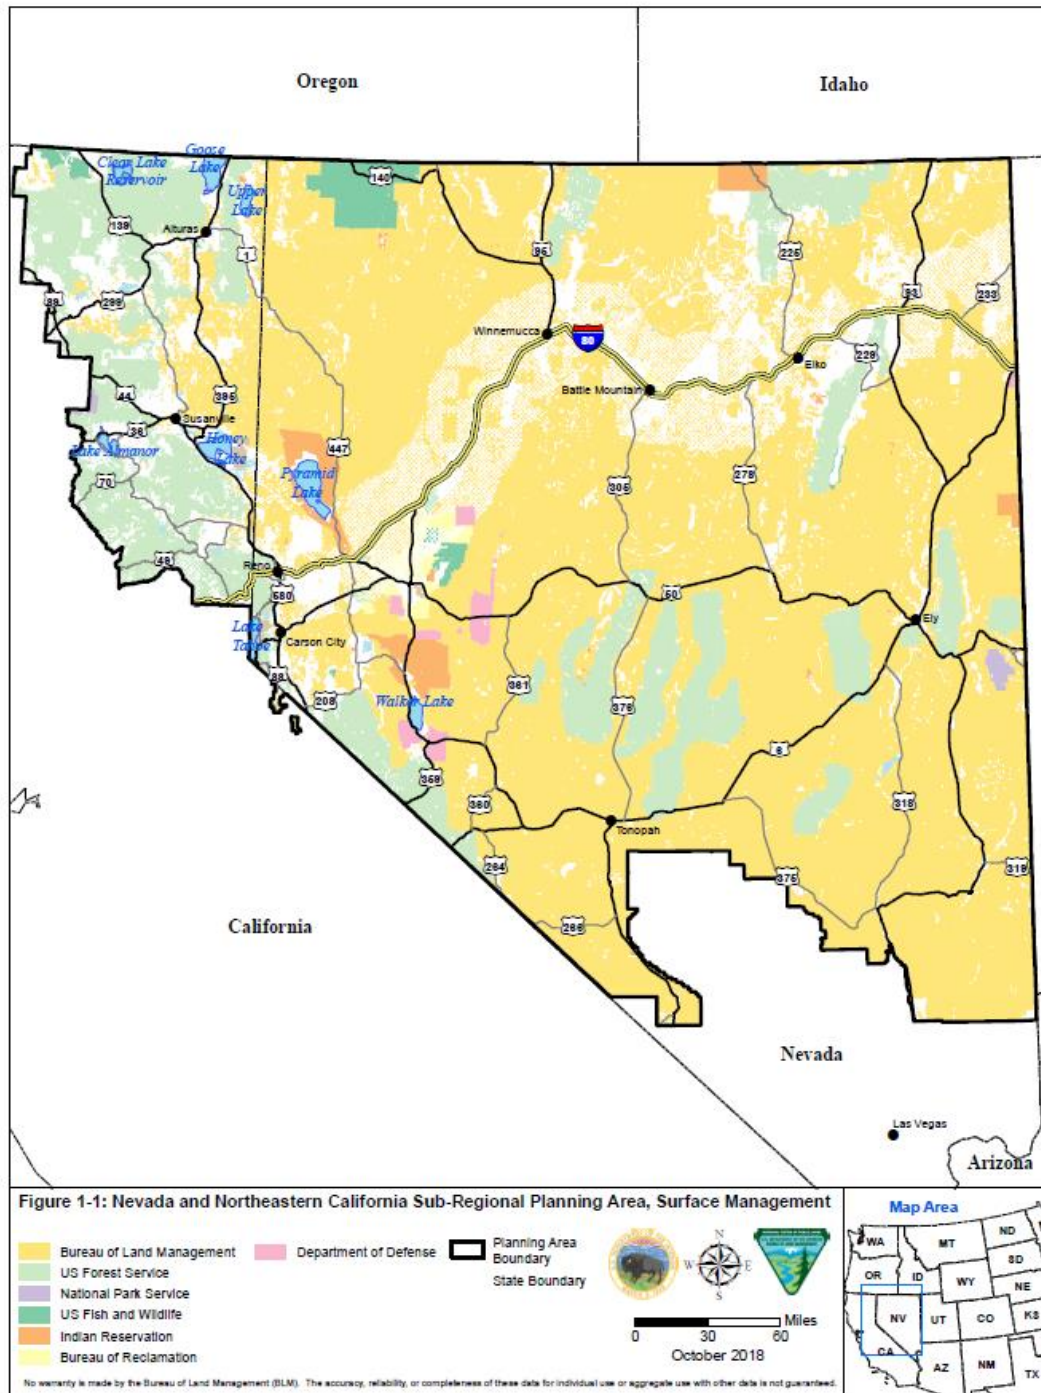 Oregon
Idaho
Goose
Lake
Clear Lake
Reservoir
Upper
Lake
140
139
Alturas
1
95
225
93
233
89
299
Winnemucca
80
229
Elko
Battle Mountain
44
395
Susanville
36
Honey
Lake
Lake Almanor
447
Pyramid
Lake
70
305
278
49
Reno
50
580
Ely
Lake
Tahoe
Carson City
88
361
208
Walker Lake
376
6
359
360
318
Tonopah
264
375
319
266
California
Nevada
Las Vegas
Arizona
Figure 1-1: Nevada and Northeastern California Sub-Regional Planning Area, Surface Management
Bureau of Land Management
US Forest Service
National Park Service
US Fish and Wildlife
Indian Reservation
Bureau of Reclamation
Department of Defense
Planning Area
Boundary
State Boundary
N
W
E
S
Miles
0 30 60
October 2018
Map Area
WA
MT
ND
OR
ID
SD
WY
NE
NV
UT
CO
KS
CA
AZ
NM
TX
No warranty is made by the Bureau of Land Management (BLM). The accuracy, reliability, or completeness of these data for individual use or aggregate use with other data is not guaranteed.